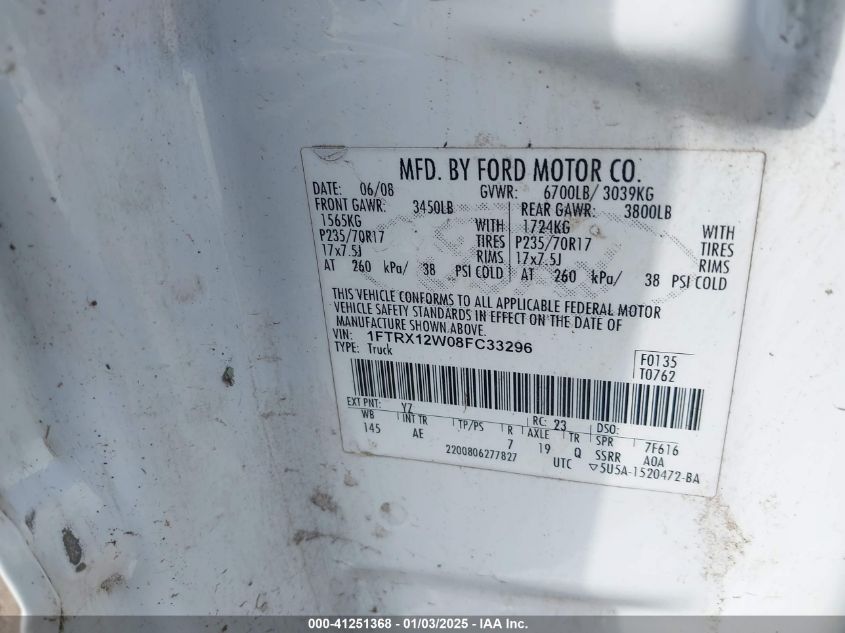 MFD. BY FORD MOTOR CO.
DATE: 06/08 GVWR: 6700LB/ 3039KG
FRONT GAWR: 3450LB REAR GAWR: 3800LB
1565KG WITH 1724KG WITH
P235/70R17 TIRES P235/70R17 TIRES
17x7.5J RIMS 17x7.5J RIMS
AT 260 kPa/ 38 PSI COLD AT 260 kPa/ 38 PSI COLD
THIS VEHICLE CONFORMS TO ALL APPLICABLE FEDERAL MOTOR
VEHICLE SAFETY STANDARDS IN EFFECT ON THE DATE OF
MANUFACTURE SHOWN ABOVE.
VIN: 1FTRX12W08FC33296
TYPE: Truck
F0135
T0762
EXT PNT: YZ RC: 23 DSO:
WB INT TR TP/PS R AXLE TR SPR 7F616
145 AE 7 19 Q SSRR A0A
2200806277827 UTC ▽5U5A-1520472-BA
000-41251368 - 01/03/2025 - IAA Inc.